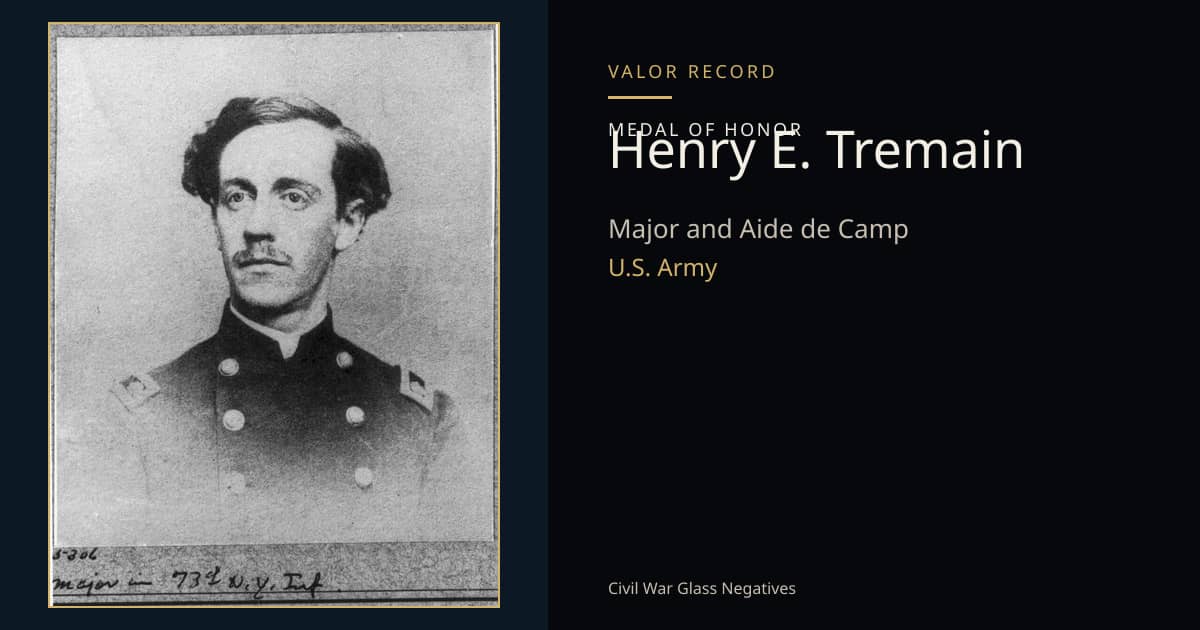 VALOR RECORD
MEDAL OF HONOR
Henry E. Tremain
Major and Aide de Camp
U.S. Army
5-306
Major in 73d N.Y. Inf.
Civil War Glass Negatives